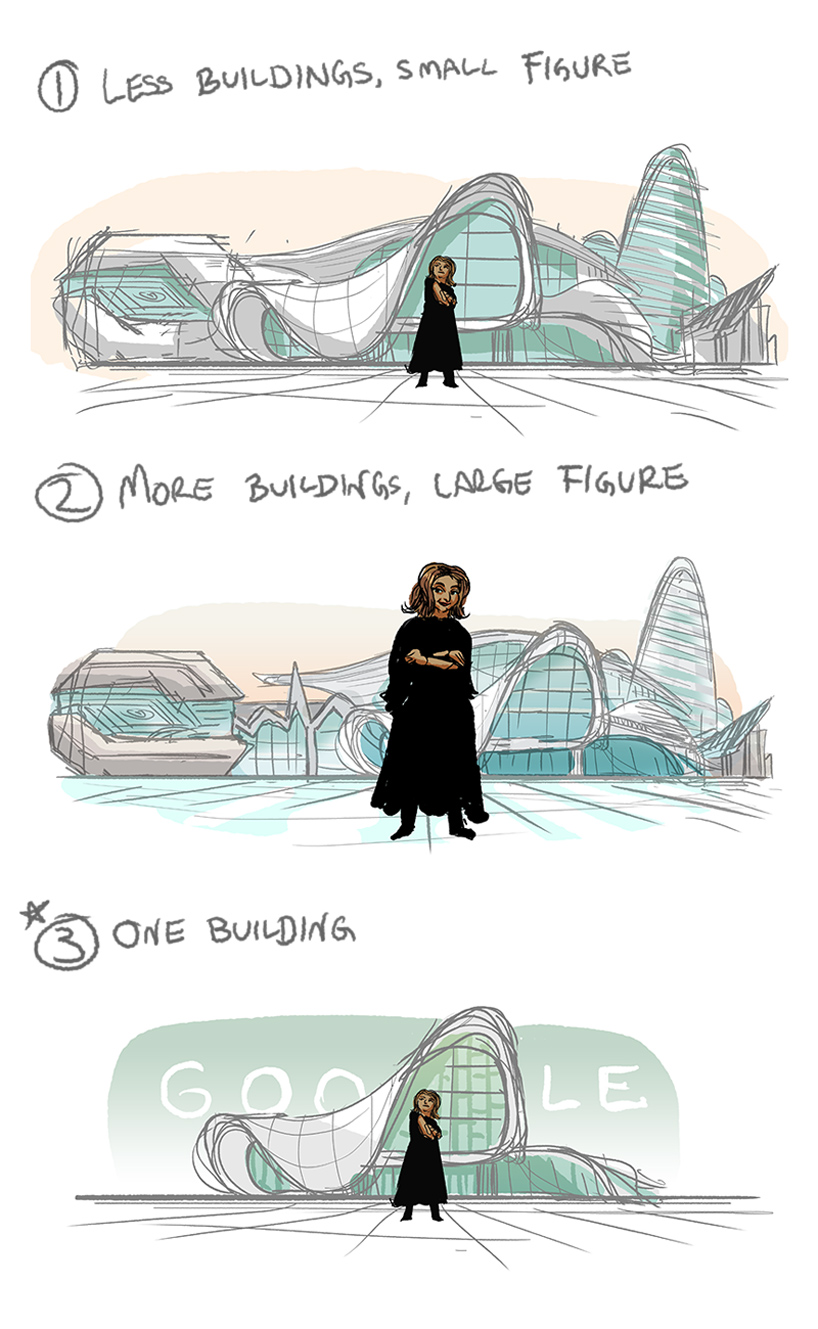 ① LESS BUILDINGS, SMALL FIGURE
② MORE BUILDINGS, LARGE FIGURE
☆③ ONE BUILDING
GOO LE